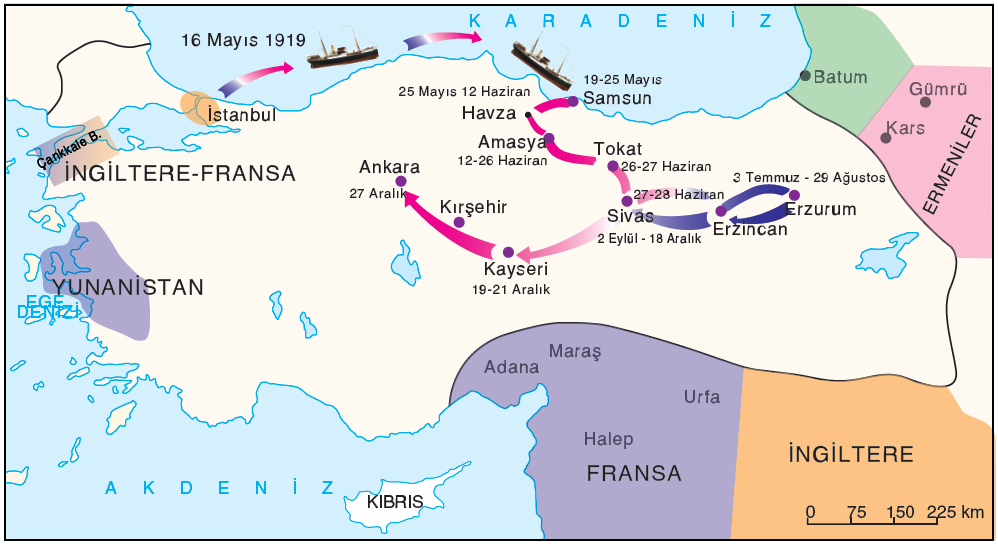 K A R A D E N İ Z
16 Mayıs 1919
19-25 Mayıs
Samsun
25 Mayıs 12 Haziran
Havza
Batum
Gümrü
Kars
ERMENİLER
İstanbul
Çankkale B.
İNGİLTERE-FRANSA
Amasya
12-26 Haziran
Tokat
26-27 Haziran
Ankara
27 Aralık
Kırşehir
27-28 Haziran
Sivas
2 Eylül - 18 Aralık
3 Temmuz - 29 Ağustos
Erzurum
Erzincan
Kayseri
19-21 Aralık
YUNANİSTAN
EGE
DENİZİ
Maraş
Adana
Urfa
Halep
FRANSA
İNGİLTERE
A K D E N İ Z
KIBRIS
0 75 150 225 km